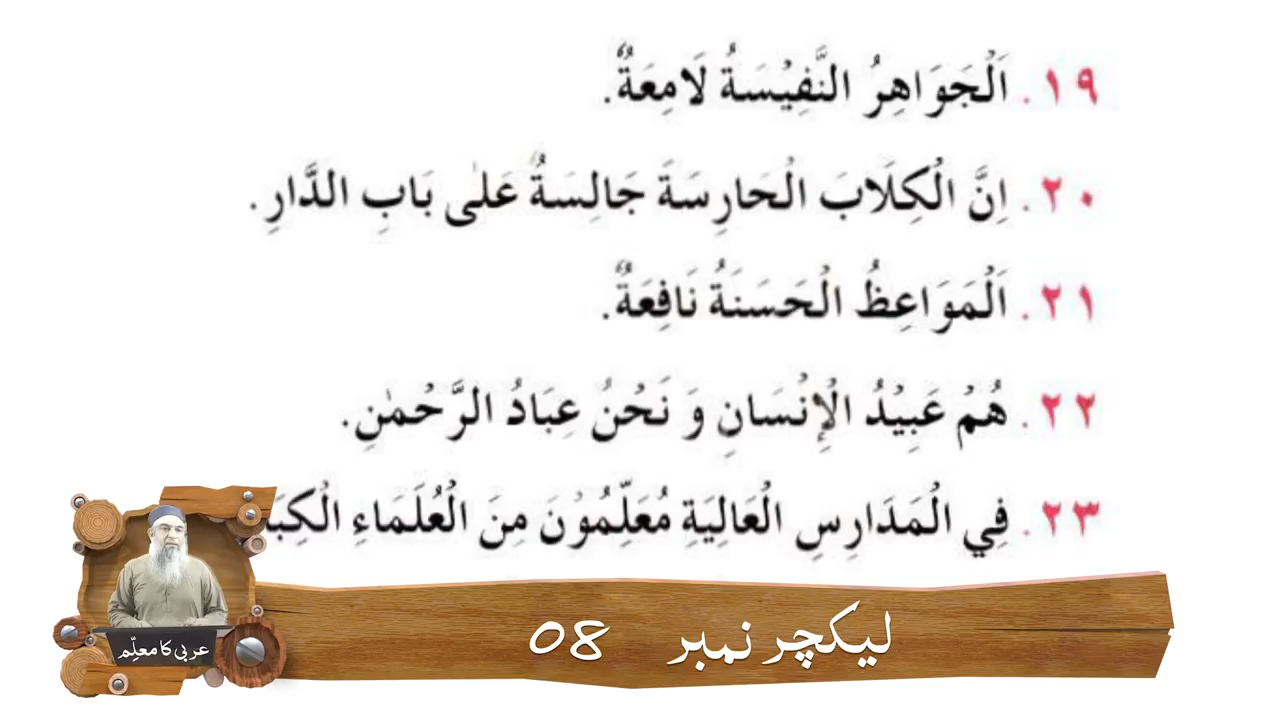 ١٩. اَلْجَوَاهِرُ النَّفِيْسَةُ لَامِعَةٌ.
٢٠. اِنَّ الْكِلَابَ الْحَارِسَةَ جَالِسَةٌ عَلٰى بَابِ الدَّارِ.
٢١. اَلْمَوَاعِظُ الْحَسَنَةُ نَافِعَةٌ.
٢٢. هُمْ عَبِيْدُ الْاِنْسَانِ وَ نَحْنُ عِبَادُ الرَّحْمٰنِ.
٢٣. فِي الْمَدَارِسِ الْعَالِيَةِ مُعَلِّمُوْنَ مِنَ الْعُلَمَاءِ
لیکچر نمبر 08
عربی کا معلّم